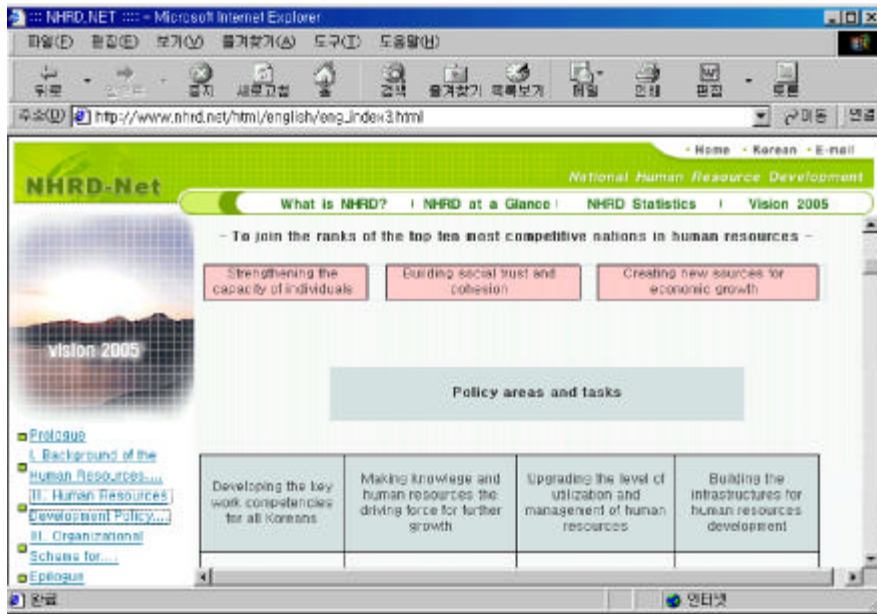 ::: NHRD.NET :::: - Microsoft Internet Explorer
파일(F) 편집(E) 보기(V) 즐겨찾기(A) 도구(T) 도움말(H)
뒤로 중지 새로고침 홈 검색 즐겨찾기 목록보기 메일 인쇄 편집 토론
주소(D) http://www.nhrd.net/html/english/eng_index3.html 이동 연결
• Home • Korean • E-mail
NHRD-Net
National Human Resource Development
What is NHRD? | NHRD at a Glance | NHRD Statistics | Vision 2005
- To join the ranks of the top ten most competitive nations in human resources -
Strengthening the
capacity of individuals
Building social trust and
cohesion
Creating new sources for
economic growth
vision 2005
Policy areas and tasks
Prologue
I. Background of the
Human Resources....
II. Human Resources
Development Policy....
III. Organizational
Scheme for....
Epilogue
Developing the key
work competencies
for all Koreans
Making knowlege and
human resources the
driving force for further
growth
Upgrading the level of
utilization and
management of human
resources
Building the
infrastructures for
human resources
development
완료 인터넷